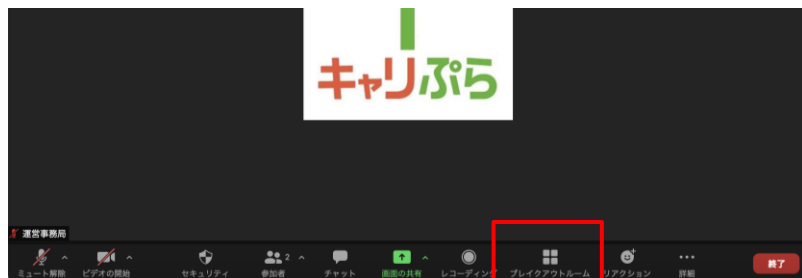 キャリぷら
運営事務局
2
ミュート解除 ビデオの開始 セキュリティ 参加者 チャット 画面の共有 レコーディング ブレイクアウトルーム リアクション 詳細 終了